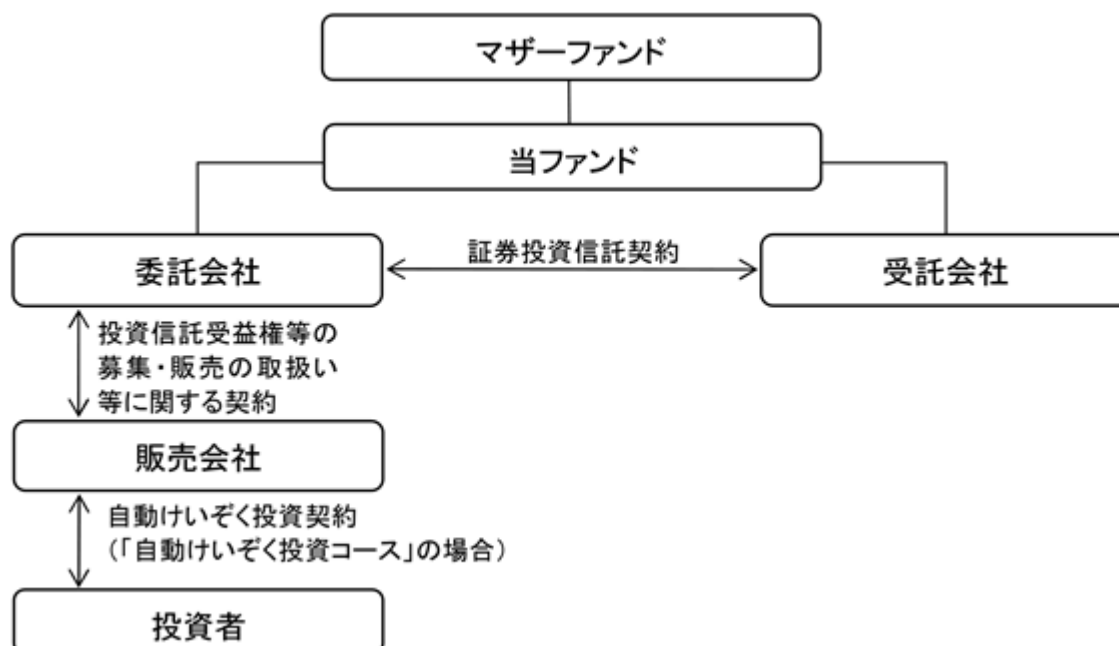 マザーファンド
当ファンド
委託会社
証券投資信託契約
受託会社
投資信託受益権等の
募集・販売の取扱い
等に関する契約
販売会社
自動けいぞく投資契約
(「自動けいぞく投資コース」の場合)
投資者